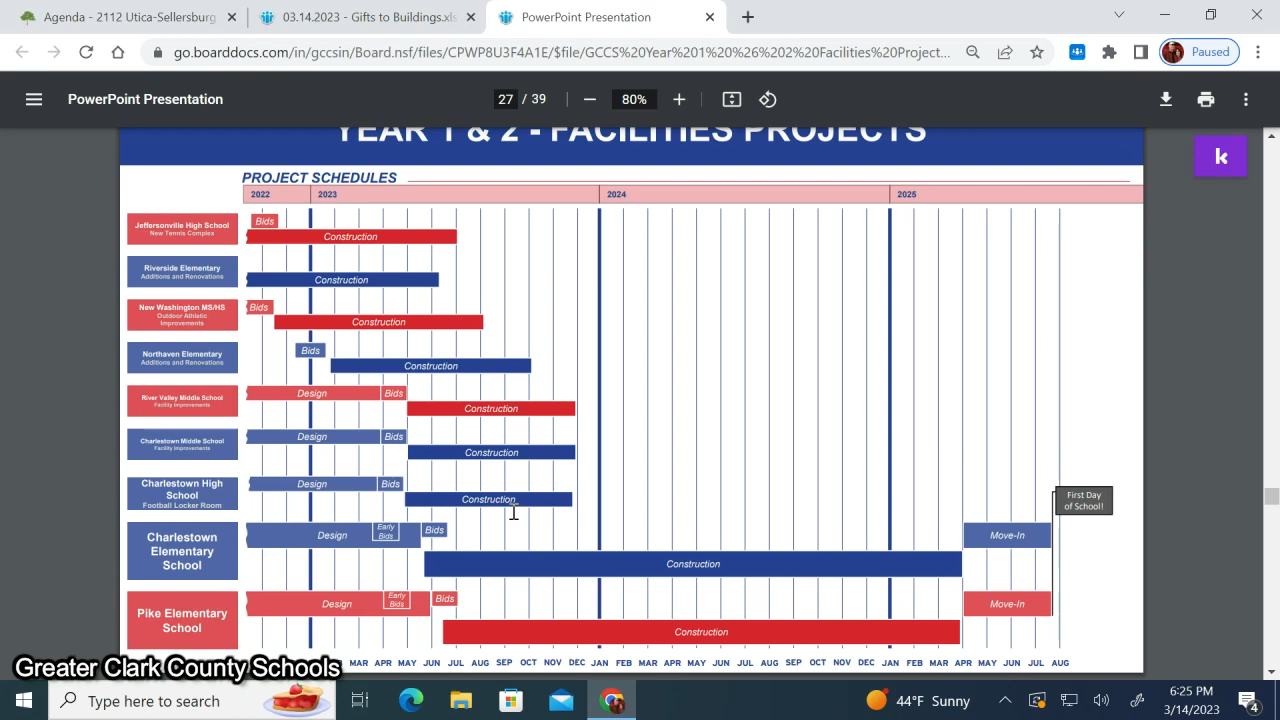 Agenda - 2112 Utica-Sellersburg
03.14.2023 - Gifts to Buildings.xls
PowerPoint Presentation
go.boarddocs.com/in/gccsin/Board.nsf/files/CPWP8U3F4A1E/$file/GCCS%20Year%201%20%26%202%20Facilities%20Project...
Paused
PowerPoint Presentation
27 / 39
80%
k
YEAR 1 & 2 - FACILITIES PROJECTS
PROJECT SCHEDULES
2022 2023 2024 2025
Jeffersonville High School
New Tennis Complex
Bids
Construction
Riverside Elementary
Additions and Renovations
Construction
New Washington MS/HS
Outdoor Athletic
Improvements
Bids
Construction
Northaven Elementary
Additions and Renovations
Bids
Construction
River Valley Middle School
Facility Improvements
Design Bids
Construction
Charlestown Middle School
Facility Improvements
Design Bids
Construction
Charlestown High
School
Football Locker Room
Design Bids
Construction
First Day
of School!
Charlestown
Elementary
School
Design
Early
Bids
Bids
Construction
Move-In
Pike Elementary
School
Design
Early
Bids
Bids
Construction
Move-In
MAR APR MAY JUN JUL AUG SEP OCT NOV DEC JAN FEB MAR APR MAY JUN JUL AUG SEP OCT NOV DEC JAN FEB MAR APR MAY JUN JUL AUG
Greater Clark County Schools
Type here to search
44°F Sunny
6:25 PM
3/14/2023
4